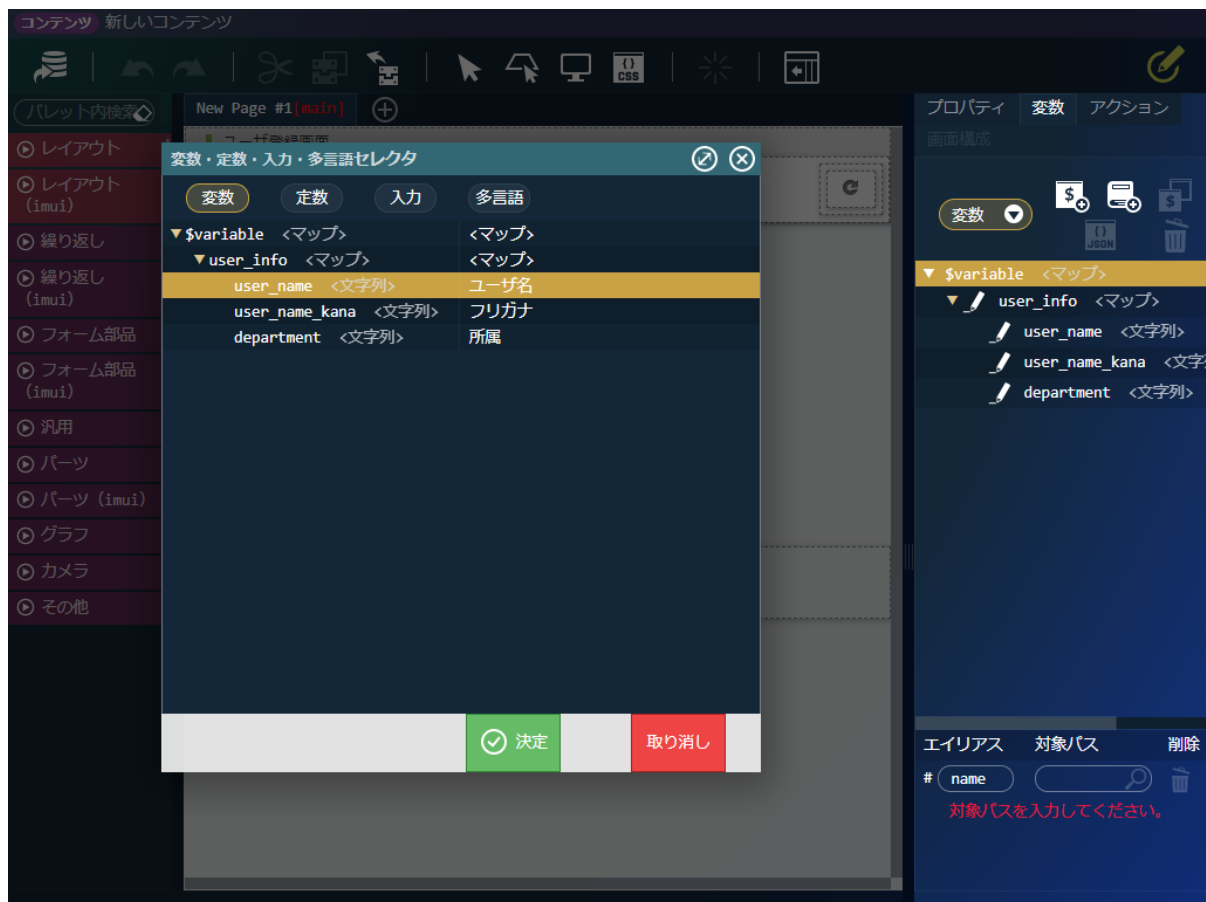 コンテンツ 新しいコンテンツ
{}
CSS
パレット内検索
New Page #1[main]
プロパティ 変数 アクション
画面構成
レイアウト
レイアウト
(imui)
繰り返し
繰り返し
(imui)
フォーム部品
フォーム部品
(imui)
汎用
パーツ
パーツ (imui)
グラフ
カメラ
その他
ユーザ登録画面
変数・定数・入力・多言語セレクタ
変数 定数 入力 多言語
$variable <マップ> <マップ>
user_info <マップ> <マップ>
user_name <文字列> ユーザ名
user_name_kana <文字列> フリガナ
department <文字列> 所属
決定 取り消し
変数
$
$
{}
JSON
$variable <マップ>
user_info <マップ>
user_name <文字列>
user_name_kana <文字
department <文字列>
エイリアス 対象パス 削除
# name
対象パスを入力してください。